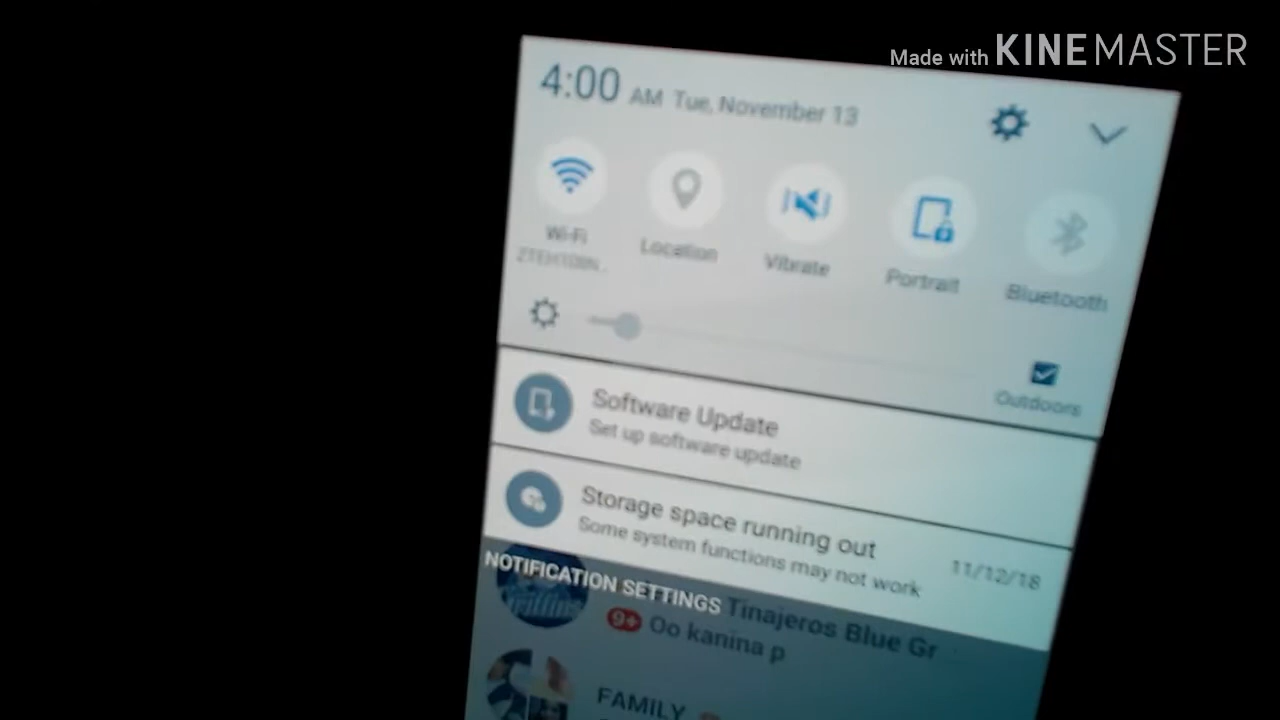 Made with KINEMASTER
4:00 AM Tue, November 13
Wi-Fi
Location
Vibrate
Portrait
Bluetooth
Outdoors
Software Update
Set up software update
Storage space running out
Some system functions may not work
11/12/18
NOTIFICATION SETTINGS
Tinajeros Blue Gr
9+ Oo kanina p
FAMILY